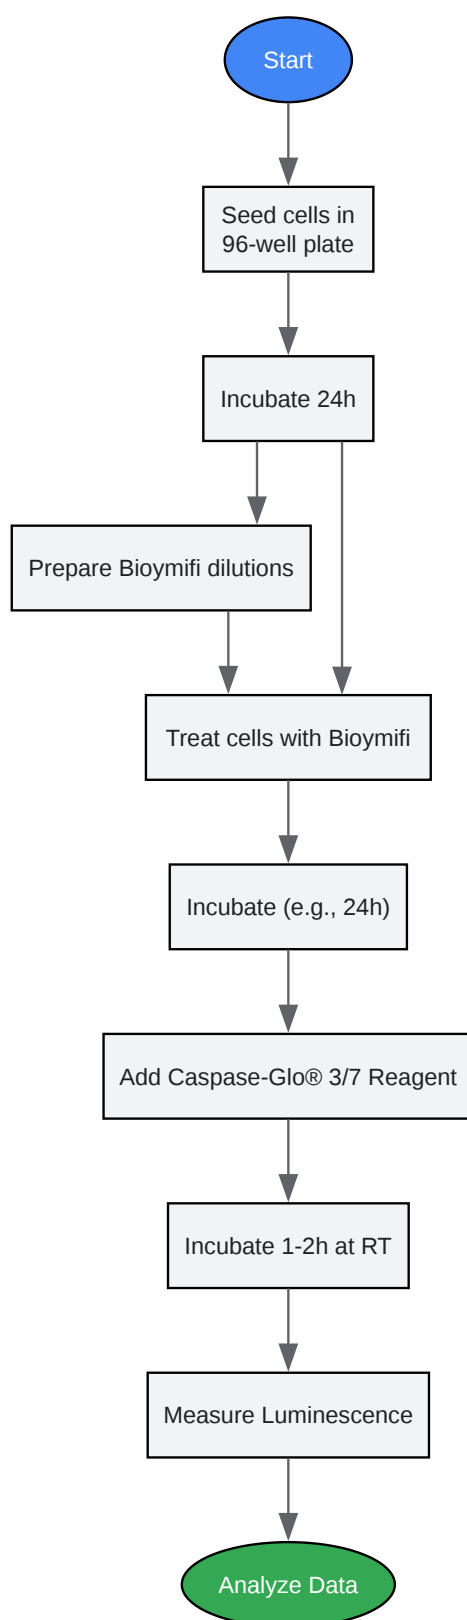 Start
Seed cells in
96-well plate
Incubate 24h
Prepare Bioymifi dilutions
Treat cells with Bioymifi
Incubate (e.g., 24h)
Add Caspase-Glo® 3/7 Reagent
Incubate 1-2h at RT
Measure Luminescence
Analyze Data